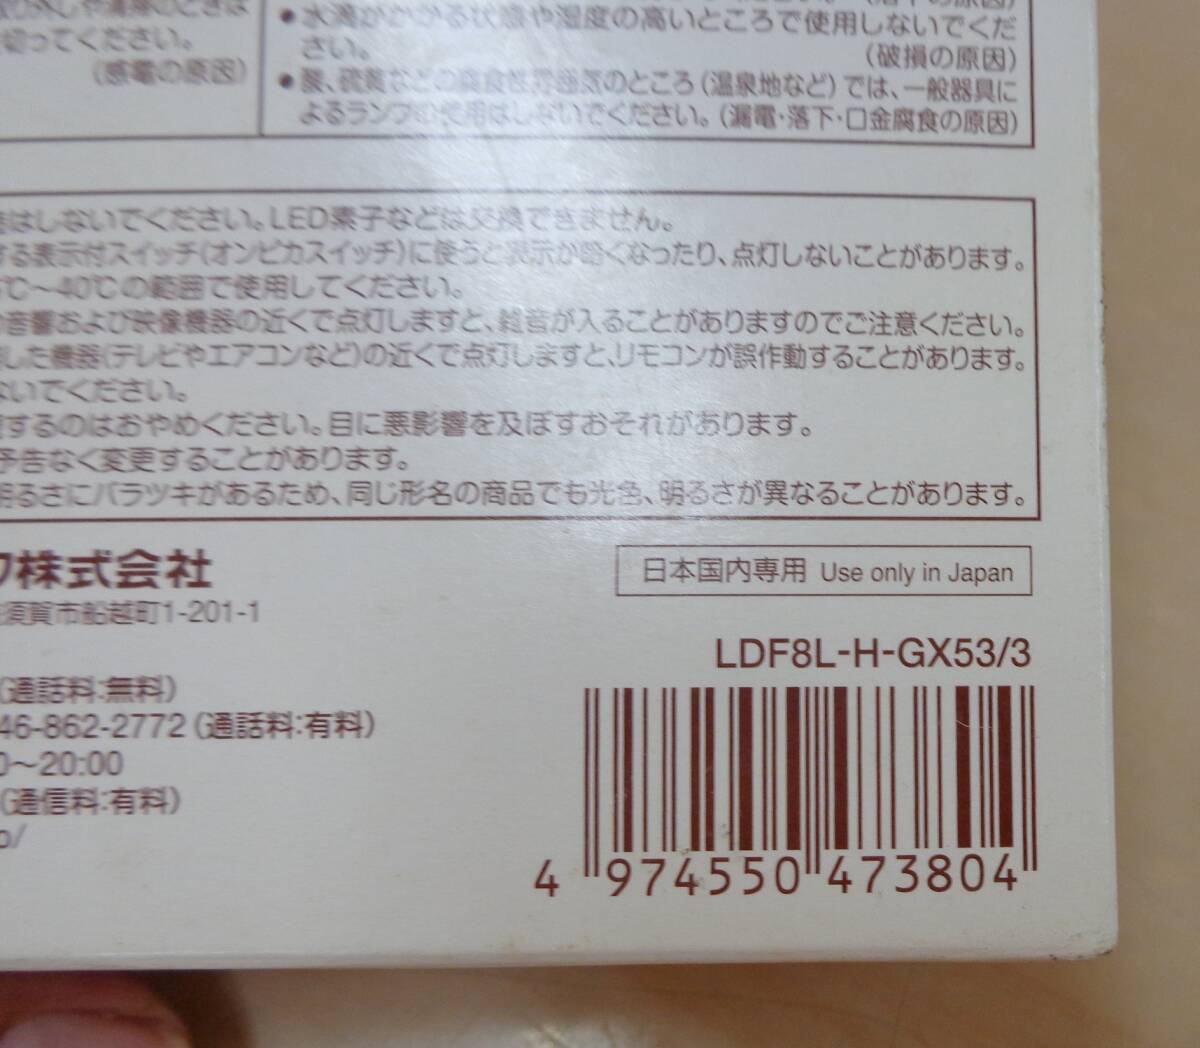 切ってください。
(感電の原因)
●水滴がかかる状態や湿度の高いところで使用しないでくだ
さい。 (破損の原因)
●酸、硫黄などの腐食性雰囲気のところ(温泉地など)では、一般器具に
よるランプの使用はしないでください。(漏電・落下・口金腐食の原因)
はしないでください。LED素子などは交換できません。
する表示付スイッチ(オンピカスイッチ)に使うと表示が暗くなったり、点灯しないことがあります。
℃〜40℃の範囲で使用してください。
音響および映像機器の近くで点灯しますと、雑音が入ることがありますのでご注意ください。
した機器(テレビやエアコンなど)の近くで点灯しますと、リモコンが誤作動することがあります。
ないでください。
するのはおやめください。目に悪影響を及ぼすおそれがあります。
予告なく変更することがあります。
明るさにバラツキがあるため、同じ形名の商品でも光色、明るさが異なることがあります。
ク株式会社
須賀市船越町1-201-1
(通話料:無料)
46-862-2772(通話料:有料)
0〜20:00
(通信料:有料)
p/
日本国内専用 Use only in Japan
LDF8L-H-GX53/3
4 974550 473804